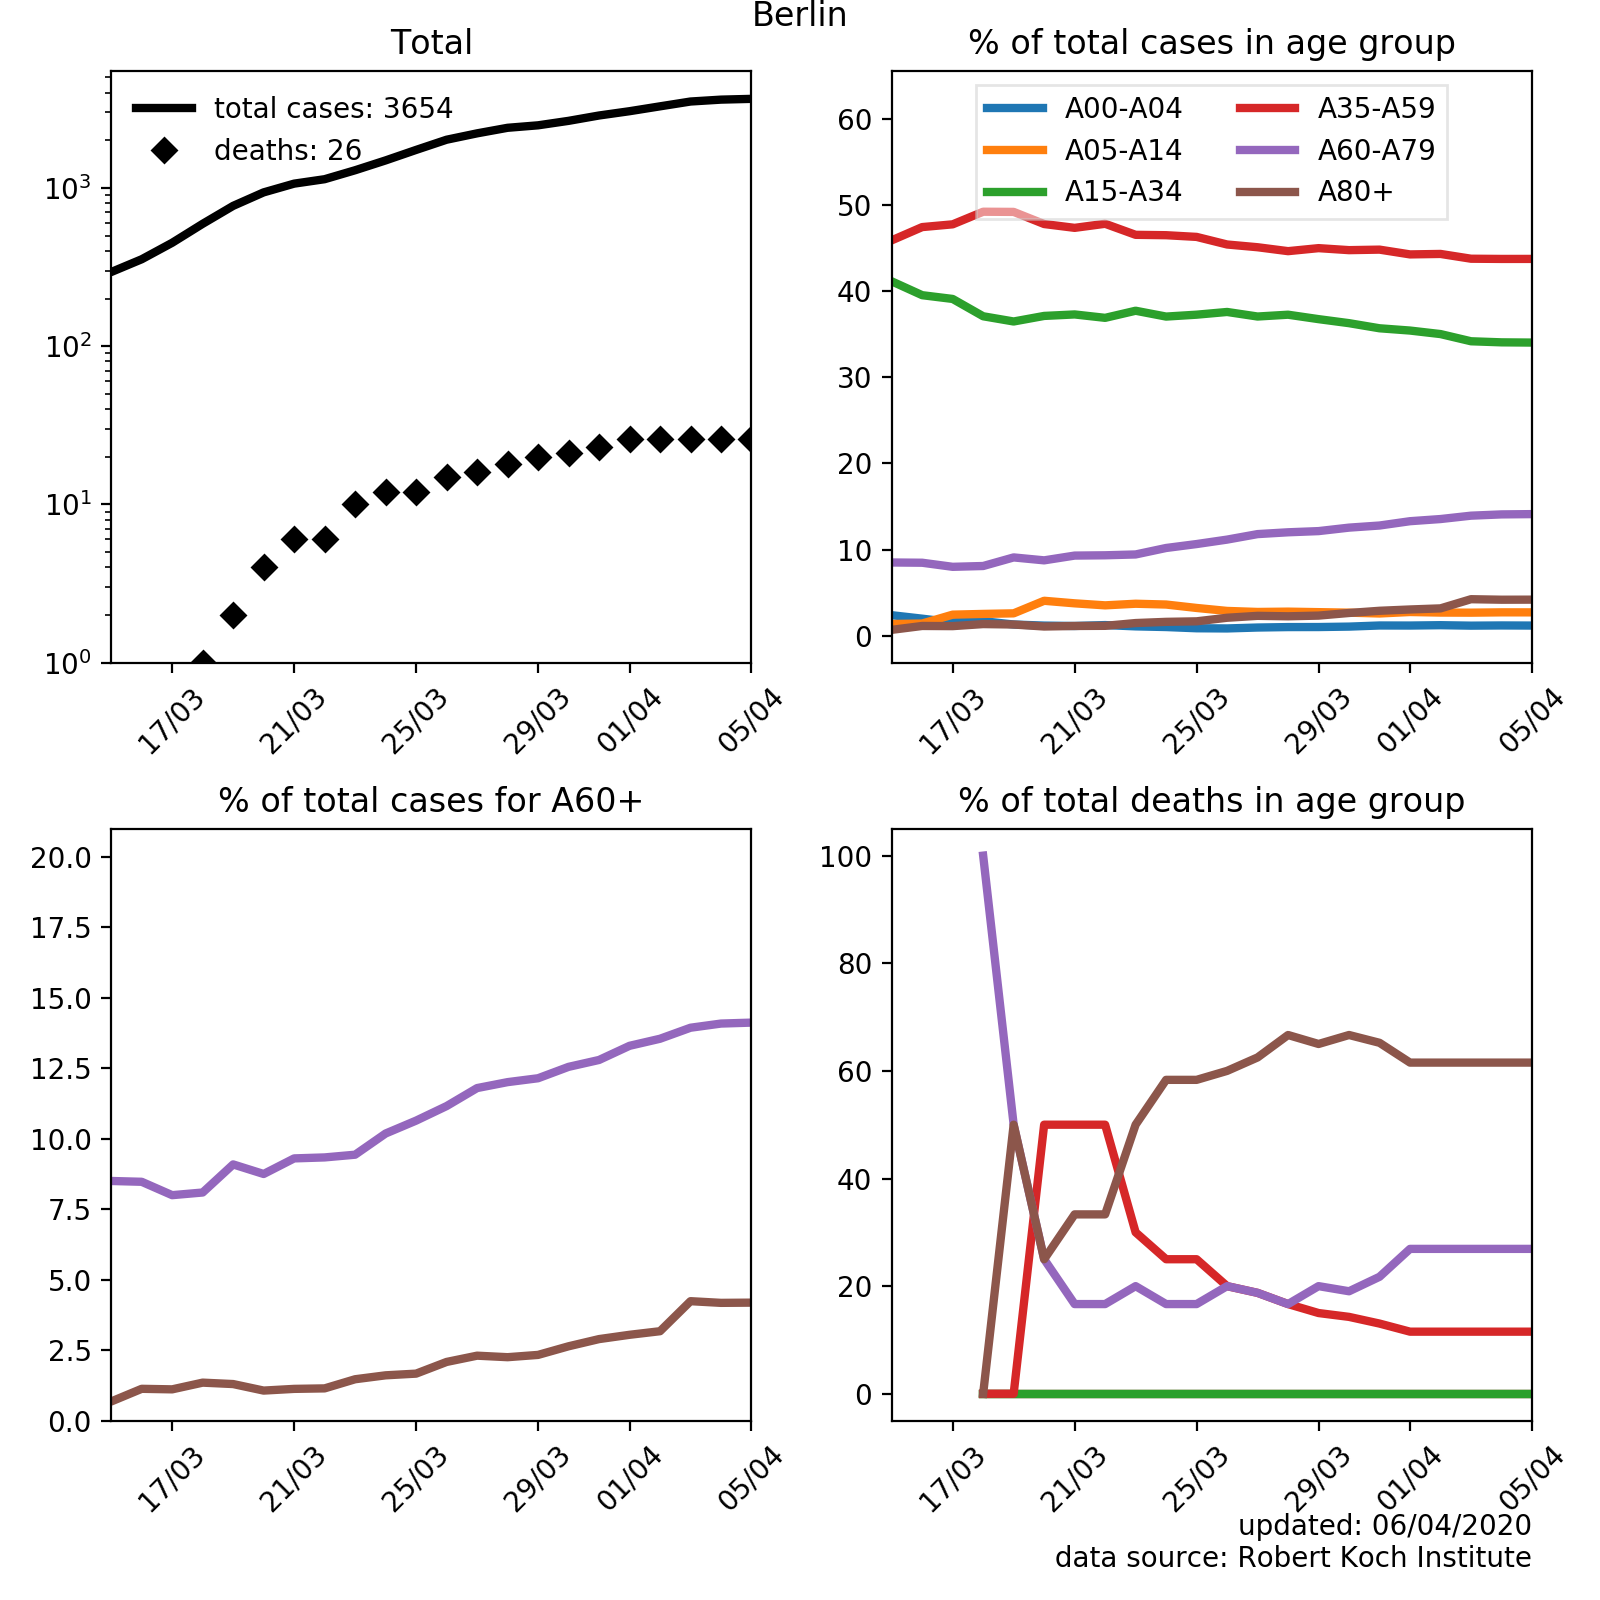 Berlin
Total
total cases: 3654
deaths: 26
10³
10²
10¹
10⁰
17/03 21/03 25/03 29/03 01/04 05/04
% of total cases in age group
A00-A04 A35-A59
A05-A14 A60-A79
A15-A34 A80+
60
50
40
30
20
10
0
17/03 21/03 25/03 29/03 01/04 05/04
% of total cases for A60+
20.0
17.5
15.0
12.5
10.0
7.5
5.0
2.5
0.0
17/03 21/03 25/03 29/03 01/04 05/04
% of total deaths in age group
100
80
60
40
20
0
17/03 21/03 25/03 29/03 01/04 05/04
updated: 06/04/2020
data source: Robert Koch Institute